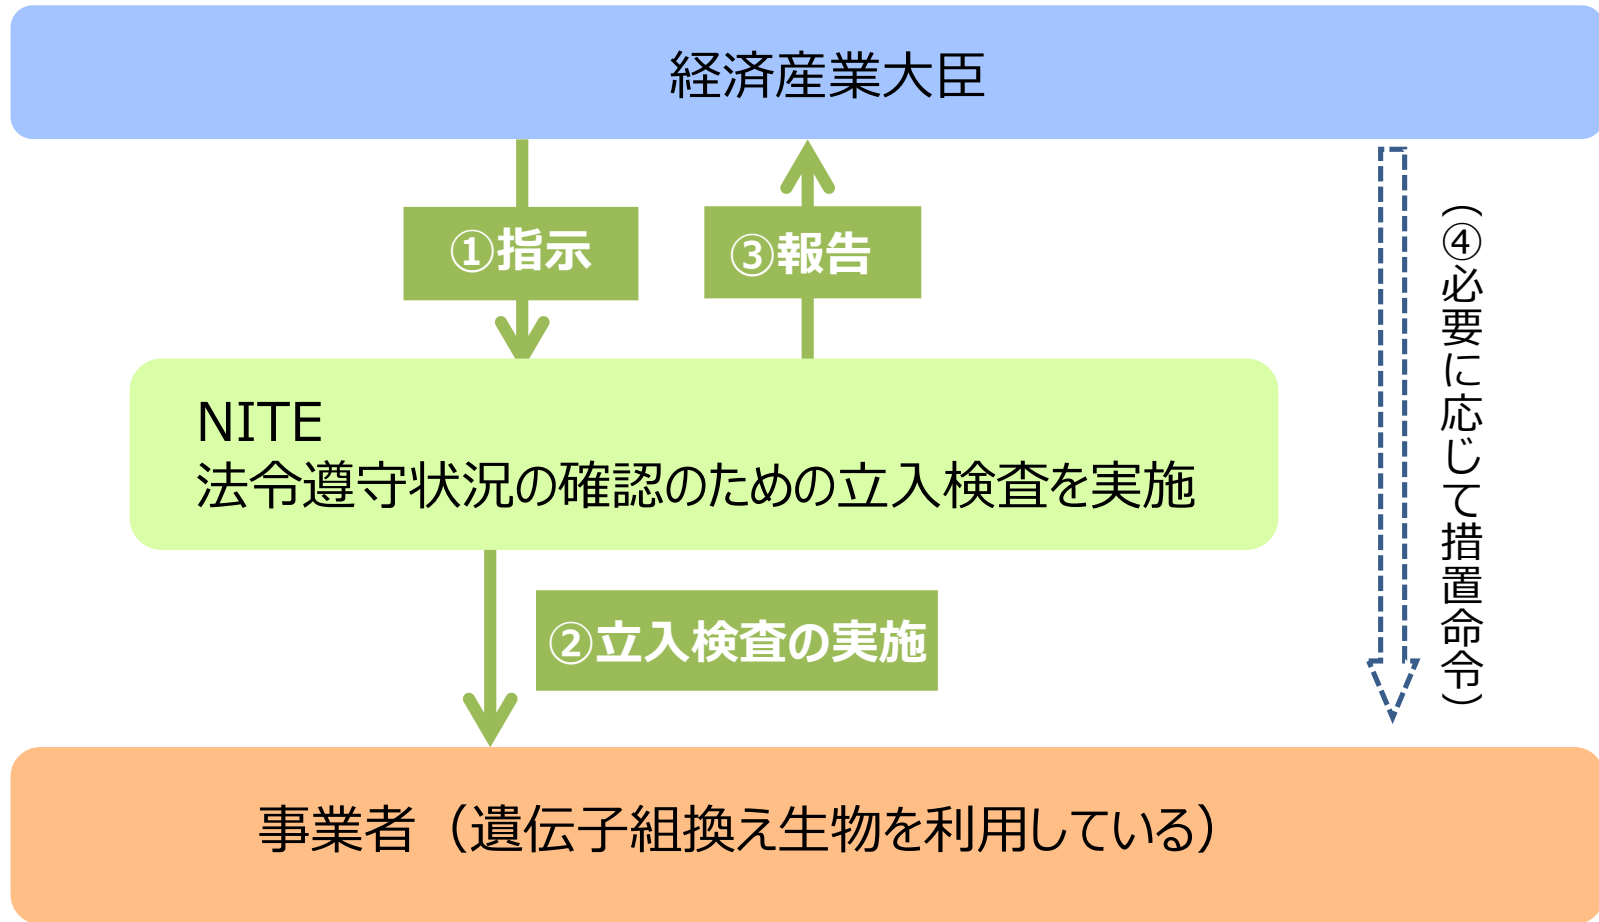 経済産業大臣
①指示
③報告
（④必要に応じて措置命令）
NITE
法令遵守状況の確認のための立入検査を実施
②立入検査の実施
事業者（遺伝子組換え生物を利用している）